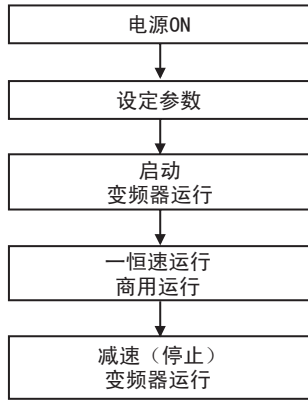 电源ON
设定参数
启动
变频器运行
一恒速运行
商用运行
减速（停止）
变频器运行